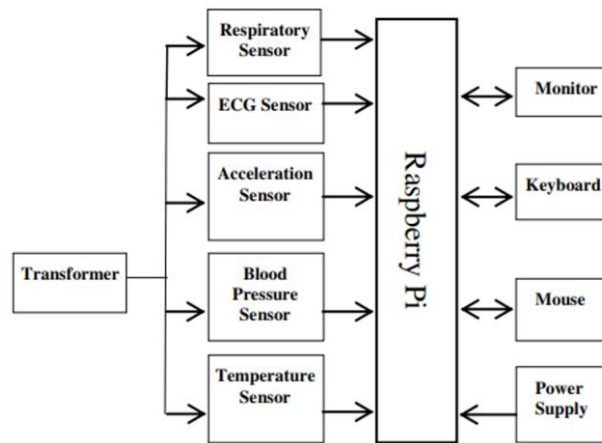 Respiratory
Sensor
ECG Sensor
Acceleration
Sensor
Transformer
Blood
Pressure
Sensor
Temperature
Sensor
Raspberry Pi
Monitor
Keyboard
Mouse
Power
Supply